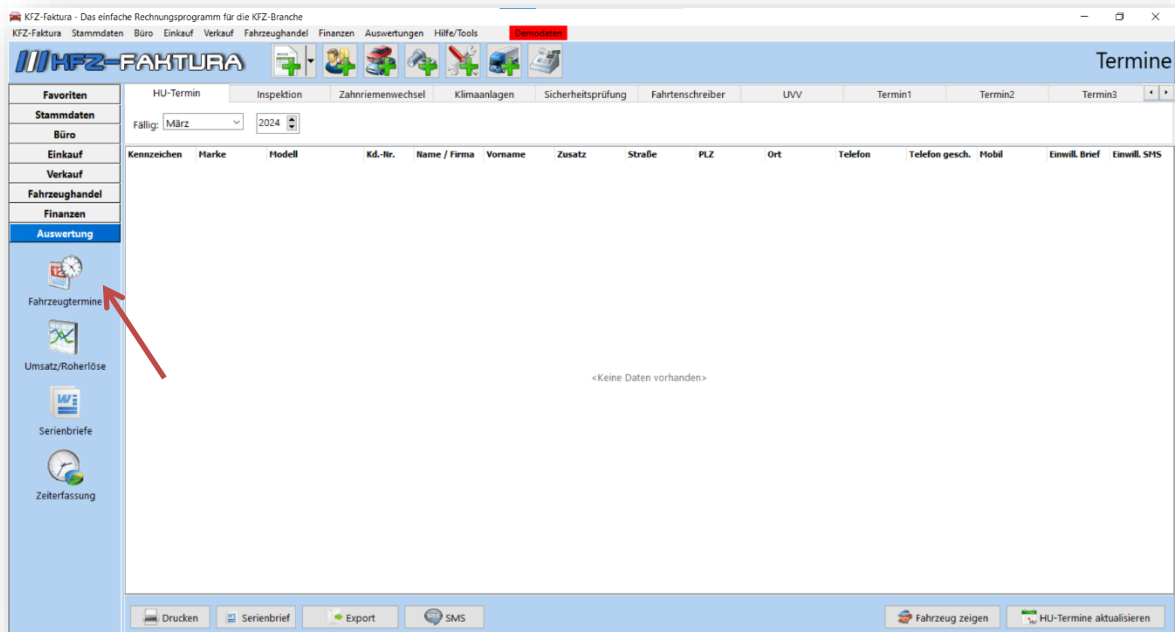 KFZ-Faktura - Das einfache Rechnungsprogramm für die KFZ-Branche
KFZ-Faktura Stammdaten Büro Einkauf Verkauf Fahrzeughandel Finanzen Auswertungen Hilfe/Tools Demodaten
KFZ-FAKTURA Termine
Favoriten
Stammdaten
Büro
Einkauf
Verkauf
Fahrzeughandel
Finanzen
Auswertung
Fahrzeugtermine
Umsatz/Roherlöse
Serienbriefe
Zeiterfassung
HU-Termin Inspektion Zahnriemenwechsel Klimaanlagen Sicherheitsprüfung Fahrtenschreiber UVV Termin1 Termin2 Termin3
Fällig: März 2024
Kennzeichen Marke Modell Kd.-Nr. Name / Firma Vorname Zusatz Straße PLZ Ort Telefon Telefon gesch. Mobil Einwill. Brief Einwill. SMS
<Keine Daten vorhanden>
Drucken Serienbrief Export SMS Fahrzeug zeigen HU-Termine aktualisieren